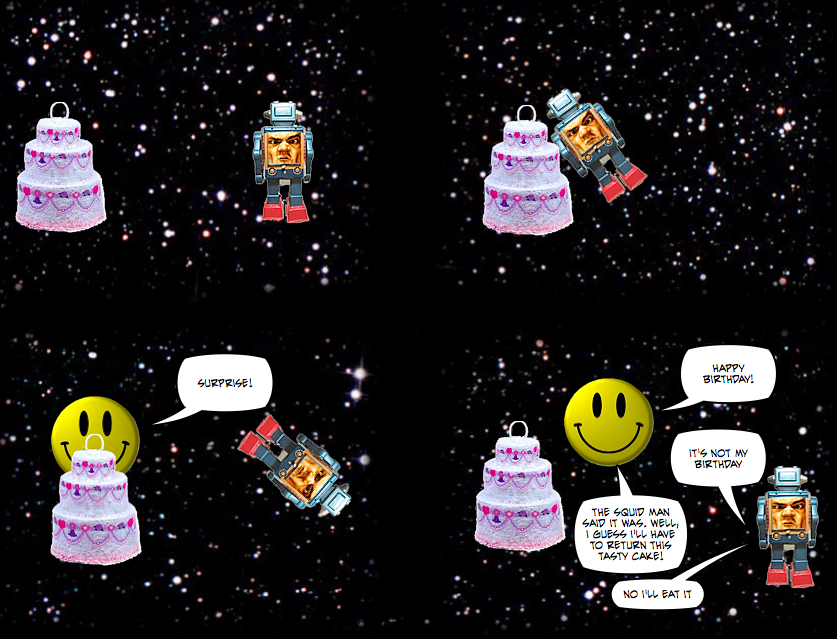 SURPRISE!
HAPPY
BIRTHDAY!
IT'S NOT MY
BIRTHDAY
THE SQUID MAN
SAID IT WAS. WELL,
I GUESS I'LL HAVE
TO RETURN THIS
TASTY CAKE!
NO I'LL EAT IT